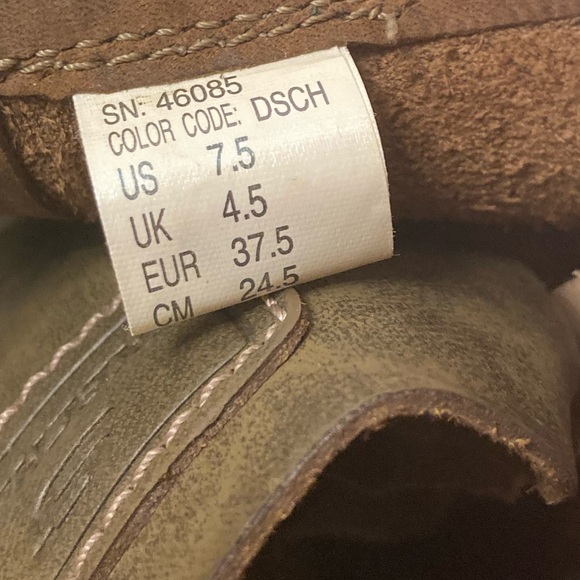 SN: 46085
COLOR CODE: DSCH
US 7.5
UK 4.5
EUR 37.5
CM 24.5